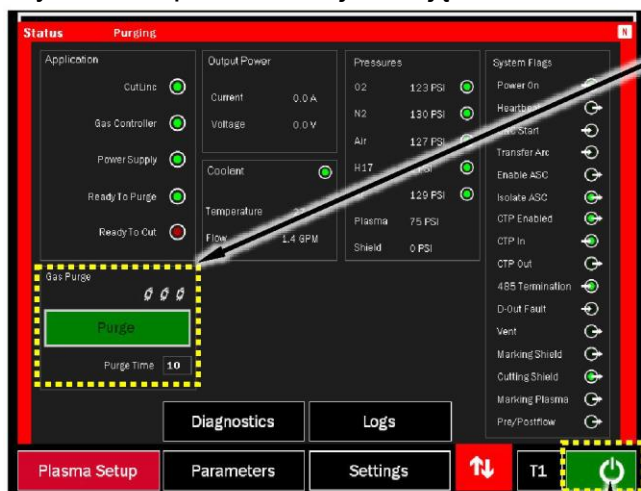 Status Purging N
Application
CutLinc
Gas Controller
Power Supply
Ready To Purge
Ready To Cut
Output Power
Current 0.0 A
Voltage 0.0 V
Coolent
Temperature
Flow 1.4 GPM
Pressures
O2 123 PSI
N2 130 PSI
Air 127 PSI
H17
129 PSI
Plasma 75 PSI
Shield 0 PSI
System Flags
Power On
Heartbeat
Start
Transfer Arc
Enable ASC
Isolate ASC
CTP Enabled
CTP In
CTP Out
485 Termination
D-Out Fault
Vent
Marking Shield
Cutting Shield
Marking Plasma
Pre/Postflow
Gas Purge
Purge
Purge Time 10
Diagnostics Logs
Plasma Setup Parameters Settings T1